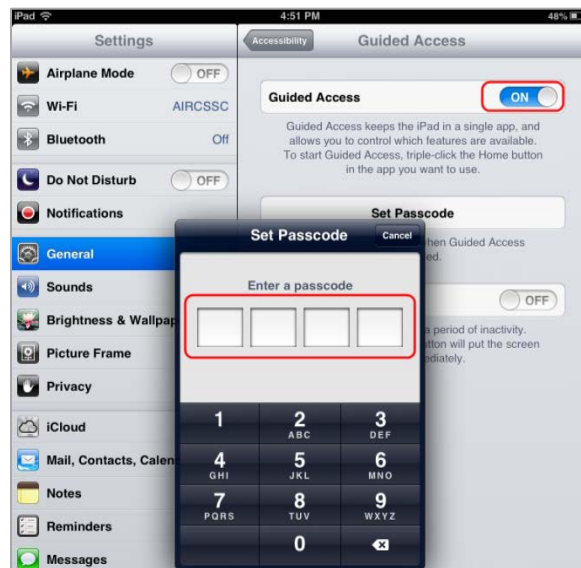 iPad
4:51 PM
48%
Settings
Airplane Mode OFF
Wi-Fi AIRCSSC
Bluetooth Off
Do Not Disturb OFF
Notifications
General
Sounds
Brightness & Wallpap
Picture Frame
Privacy
iCloud
Mail, Contacts, Calen
Notes
Reminders
Messages
Accessibility
Guided Access
Guided Access ON
Guided Access keeps the iPad in a single app, and
allows you to control which features are available.
To start Guided Access, triple-click the Home button
in the app you want to use.
Set Passcode
when Guided Access
ed.
OFF
a period of inactivity.
tton will put the screen
ediately.
Set Passcode
Cancel
Enter a passcode
1
2 ABC
3 DEF
4 GHI
5 JKL
6 MNO
7 PQRS
8 TUV
9 WXYZ
0